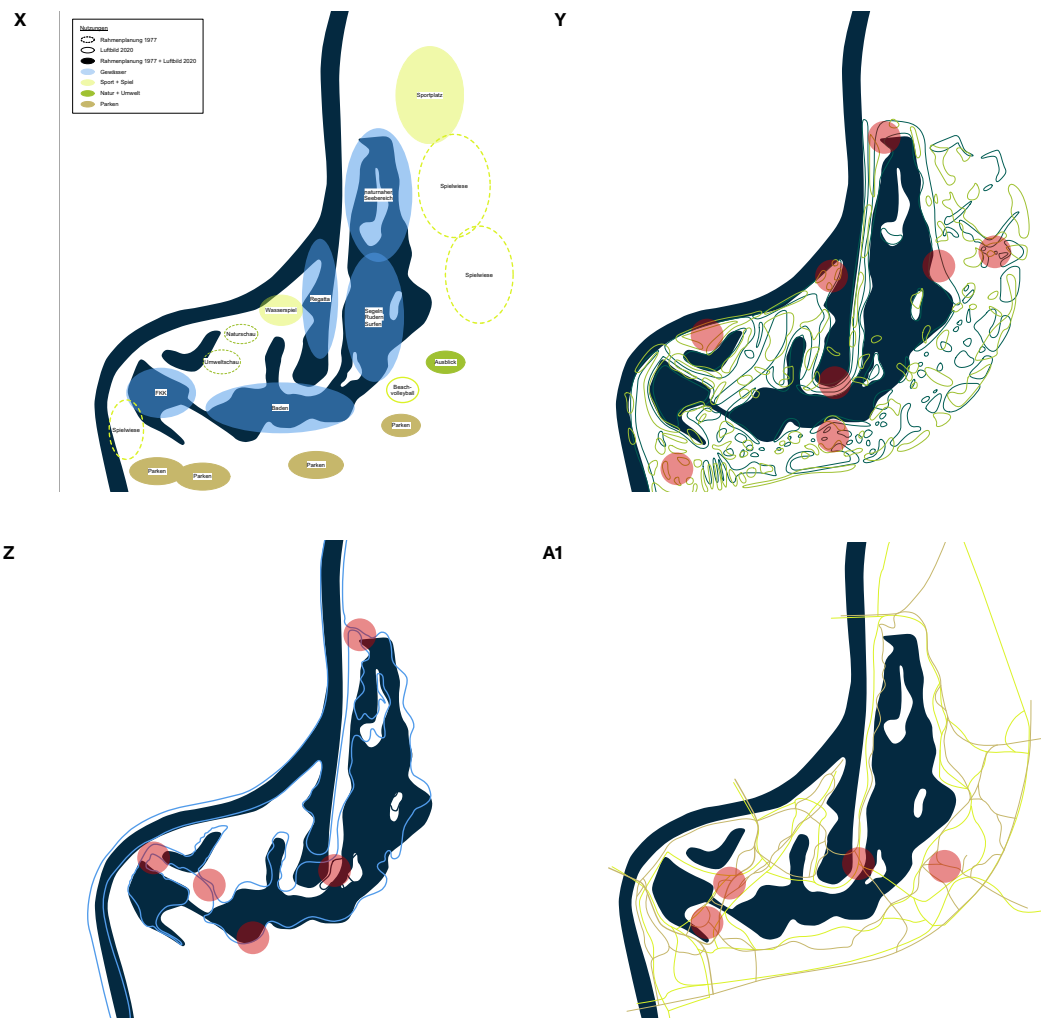 X
Nutzungen
Rahmenplanung 1977
Luftbild 2020
Rahmenplanung 1977 + Luftbild 2020
Gewässer
Sport + Spiel
Natur + Umwelt
Parken
Sportplatz
Spielwiese
naturnaher
Seebereich
Spielwiese
Regatta
Wasserspiel
Segeln
Rudern
Surfen
Naturschau
Umweltschau
Ausblick
FKK
Beach-
volleyball
Baden
Spielwiese
Parken
Parken
Parken
Parken
Y
Z
A1